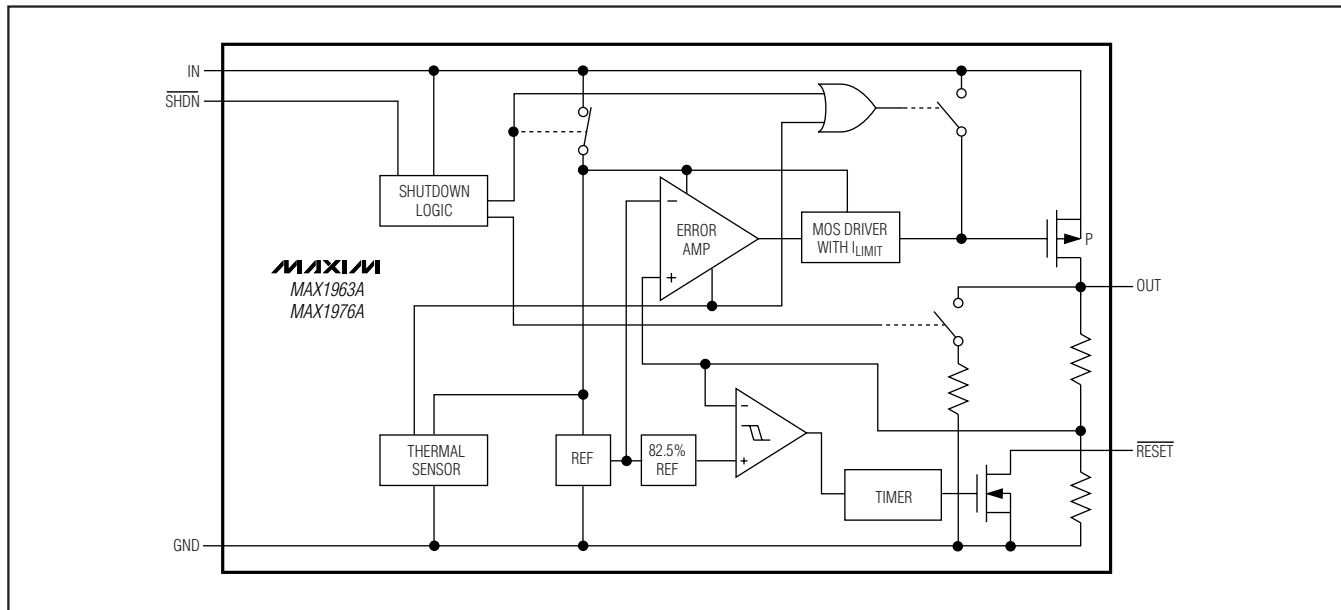 IN
SHDN
SHUTDOWN
LOGIC
−
ERROR
AMP
+
MOS DRIVER
WITH ILIMIT
P
MAXIM
MAX1963A
MAX1976A
OUT
−
+
THERMAL
SENSOR
REF
82.5%
REF
TIMER
RESET
GND